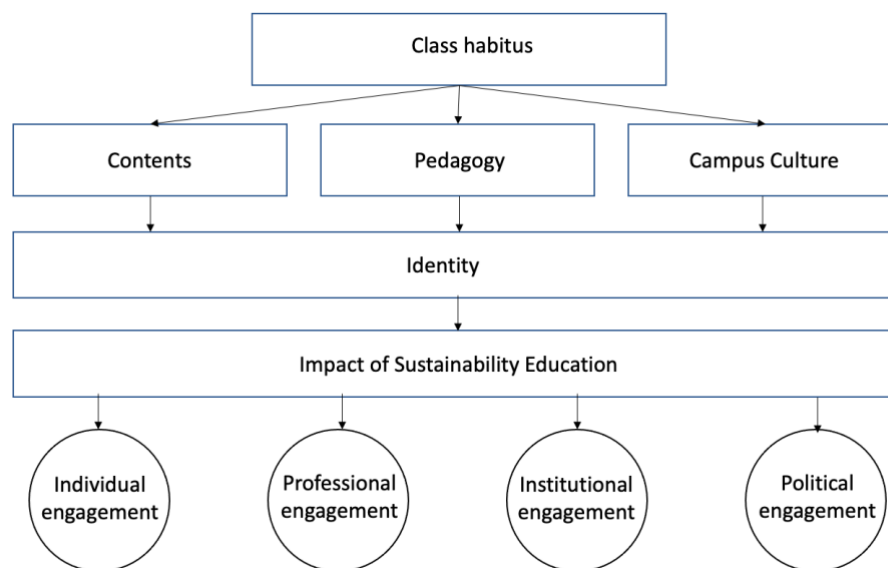 Class habitus
Contents
Pedagogy
Campus Culture
Identity
Impact of Sustainability Education
Individual
engagement
Professional
engagement
Institutional
engagement
Political
engagement